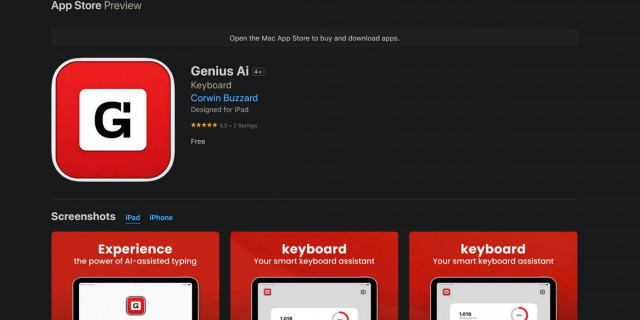 App Store Preview
Open the Mac App Store to buy and download apps.
Genius Ai 4+
Keyboard
Corwin Buzzard
Designed for iPad
★★★★★ 5.0 • 2 Ratings
Free
Gi
Screenshots iPad iPhone
Experience
the power of AI-assisted typing
keyboard
Your smart keyboard assistant
keyboard
Your smart keyboard assistant
Gi
1,018
1,018